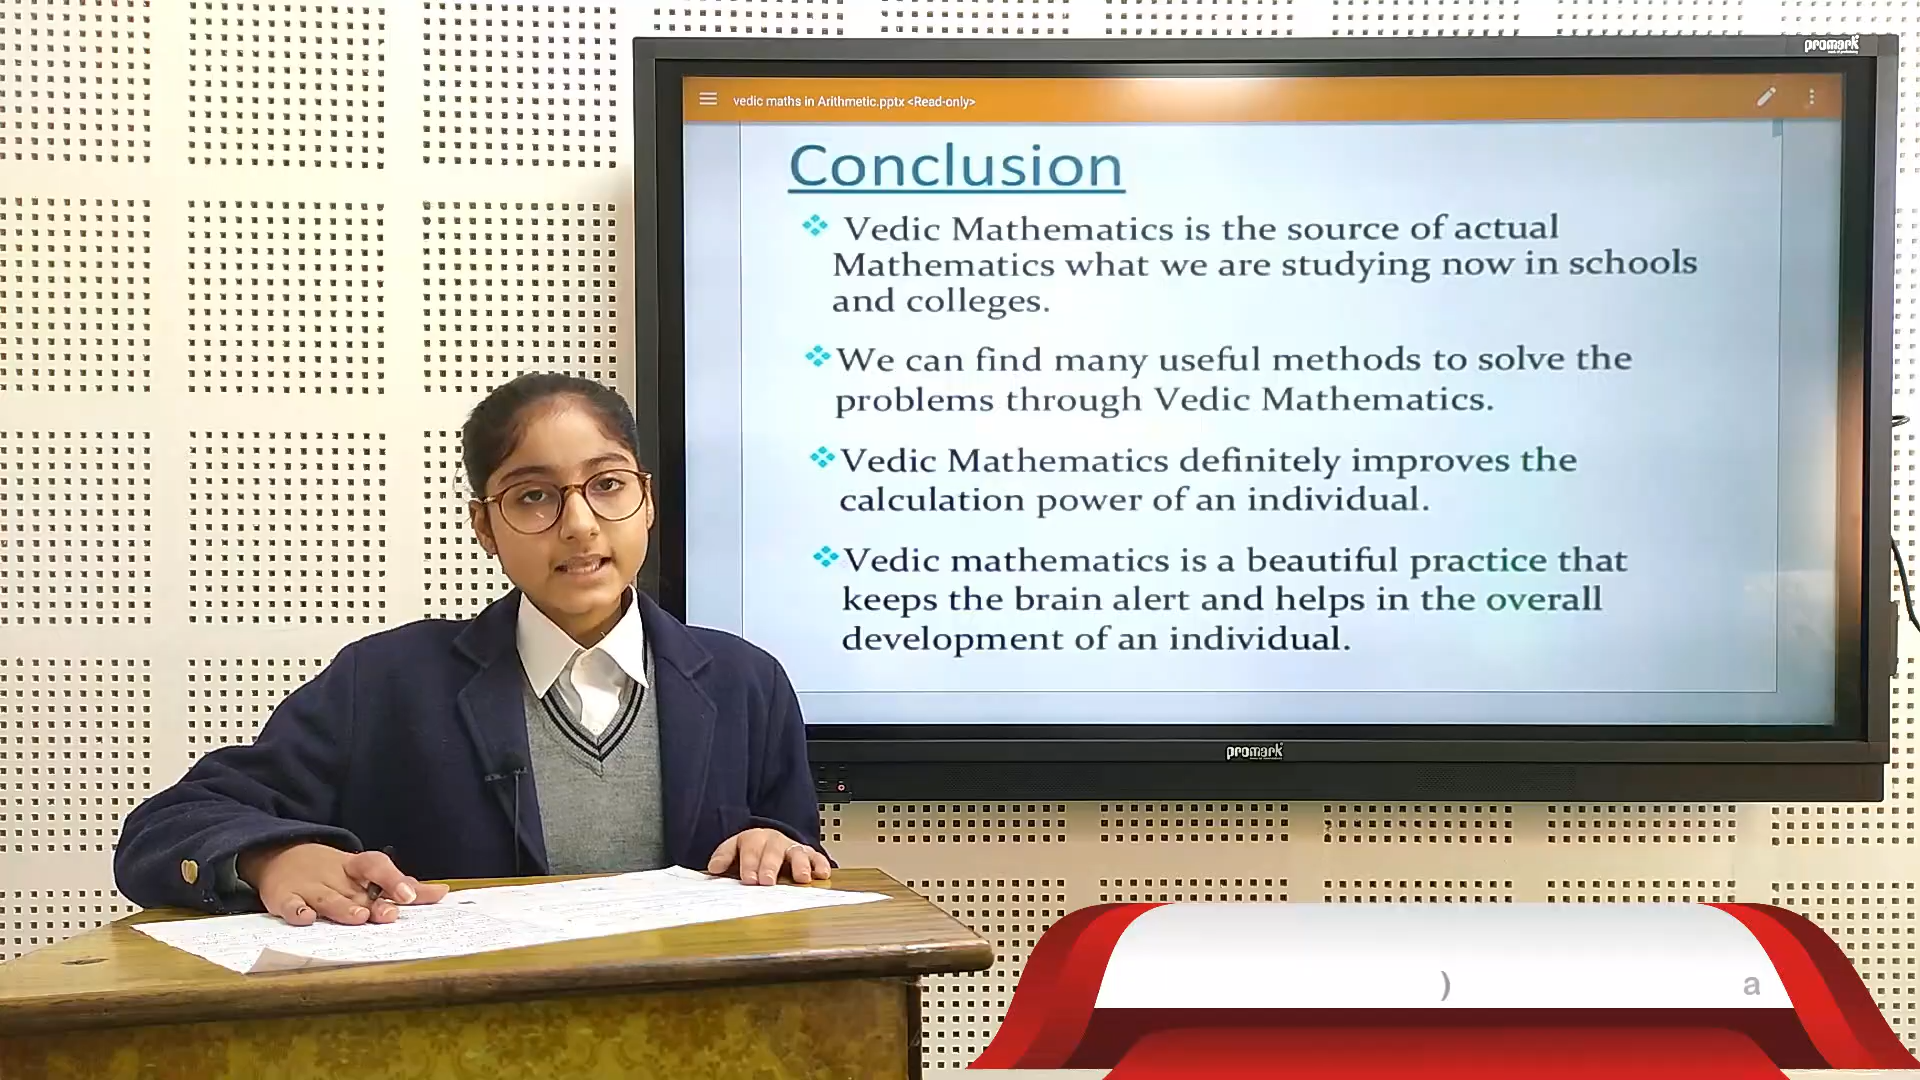 promark
vedic maths in Arithmetic.pptx <Read-only>
Conclusion
Vedic Mathematics is the source of actual
Mathematics what we are studying now in schools
and colleges.
We can find many useful methods to solve the
problems through Vedic Mathematics.
Vedic Mathematics definitely improves the
calculation power of an individual.
Vedic mathematics is a beautiful practice that
keeps the brain alert and helps in the overall
development of an individual.
promark
) a